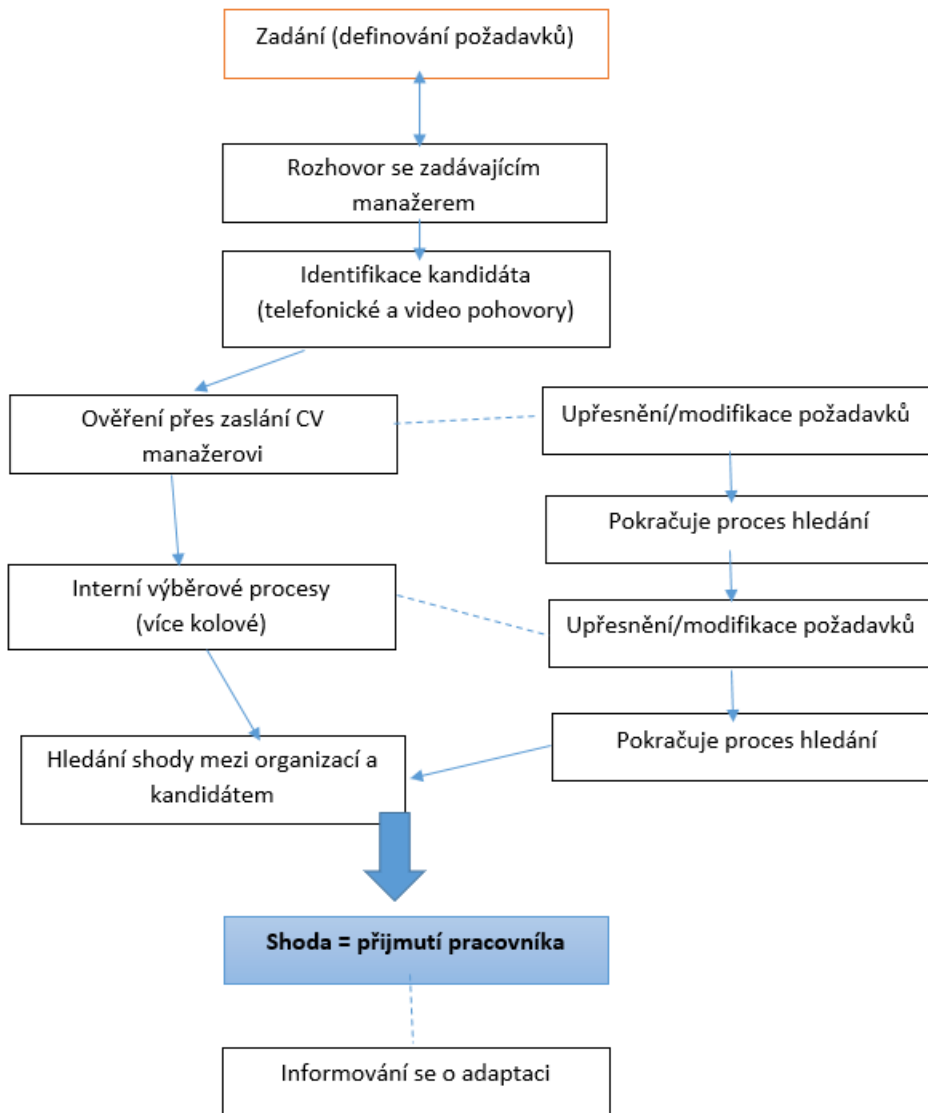 Zadání (definování požadavků)
Rozhovor se zadávajícím
manažerem
Identifikace kandidáta
(telefonické a video pohovory)
Ověření přes zaslání CV
manažerovi
Upřesnění/modifikace požadavků
Pokračuje proces hledání
Interní výběrové procesy
(více kolové)
Upřesnění/modifikace požadavků
Pokračuje proces hledání
Hledání shody mezi organizací a
kandidátem
Shoda = přijmutí pracovníka
Informování se o adaptaci